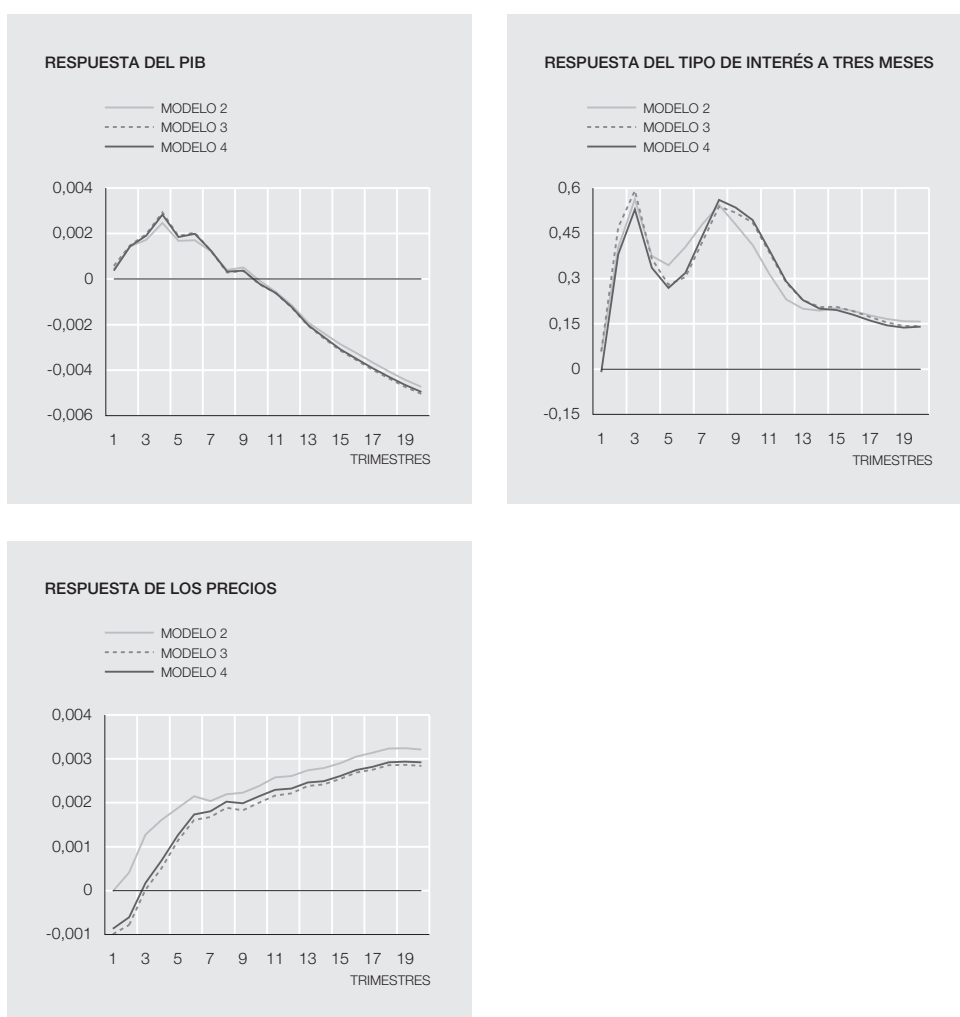 RESPUESTA DEL PIB
MODELO 2
MODELO 3
MODELO 4
0,004
0,002
0
-0,002
-0,004
-0,006
1 3 5 7 9 11 13 15 17 19
TRIMESTRES
RESPUESTA DEL TIPO DE INTERÉS A TRES MESES
MODELO 2
MODELO 3
MODELO 4
0,6
0,45
0,3
0,15
0
-0,15
1 3 5 7 9 11 13 15 17 19
TRIMESTRES
RESPUESTA DE LOS PRECIOS
MODELO 2
MODELO 3
MODELO 4
0,004
0,003
0,002
0,001
0
-0,001
1 3 5 7 9 11 13 15 17 19
TRIMESTRES